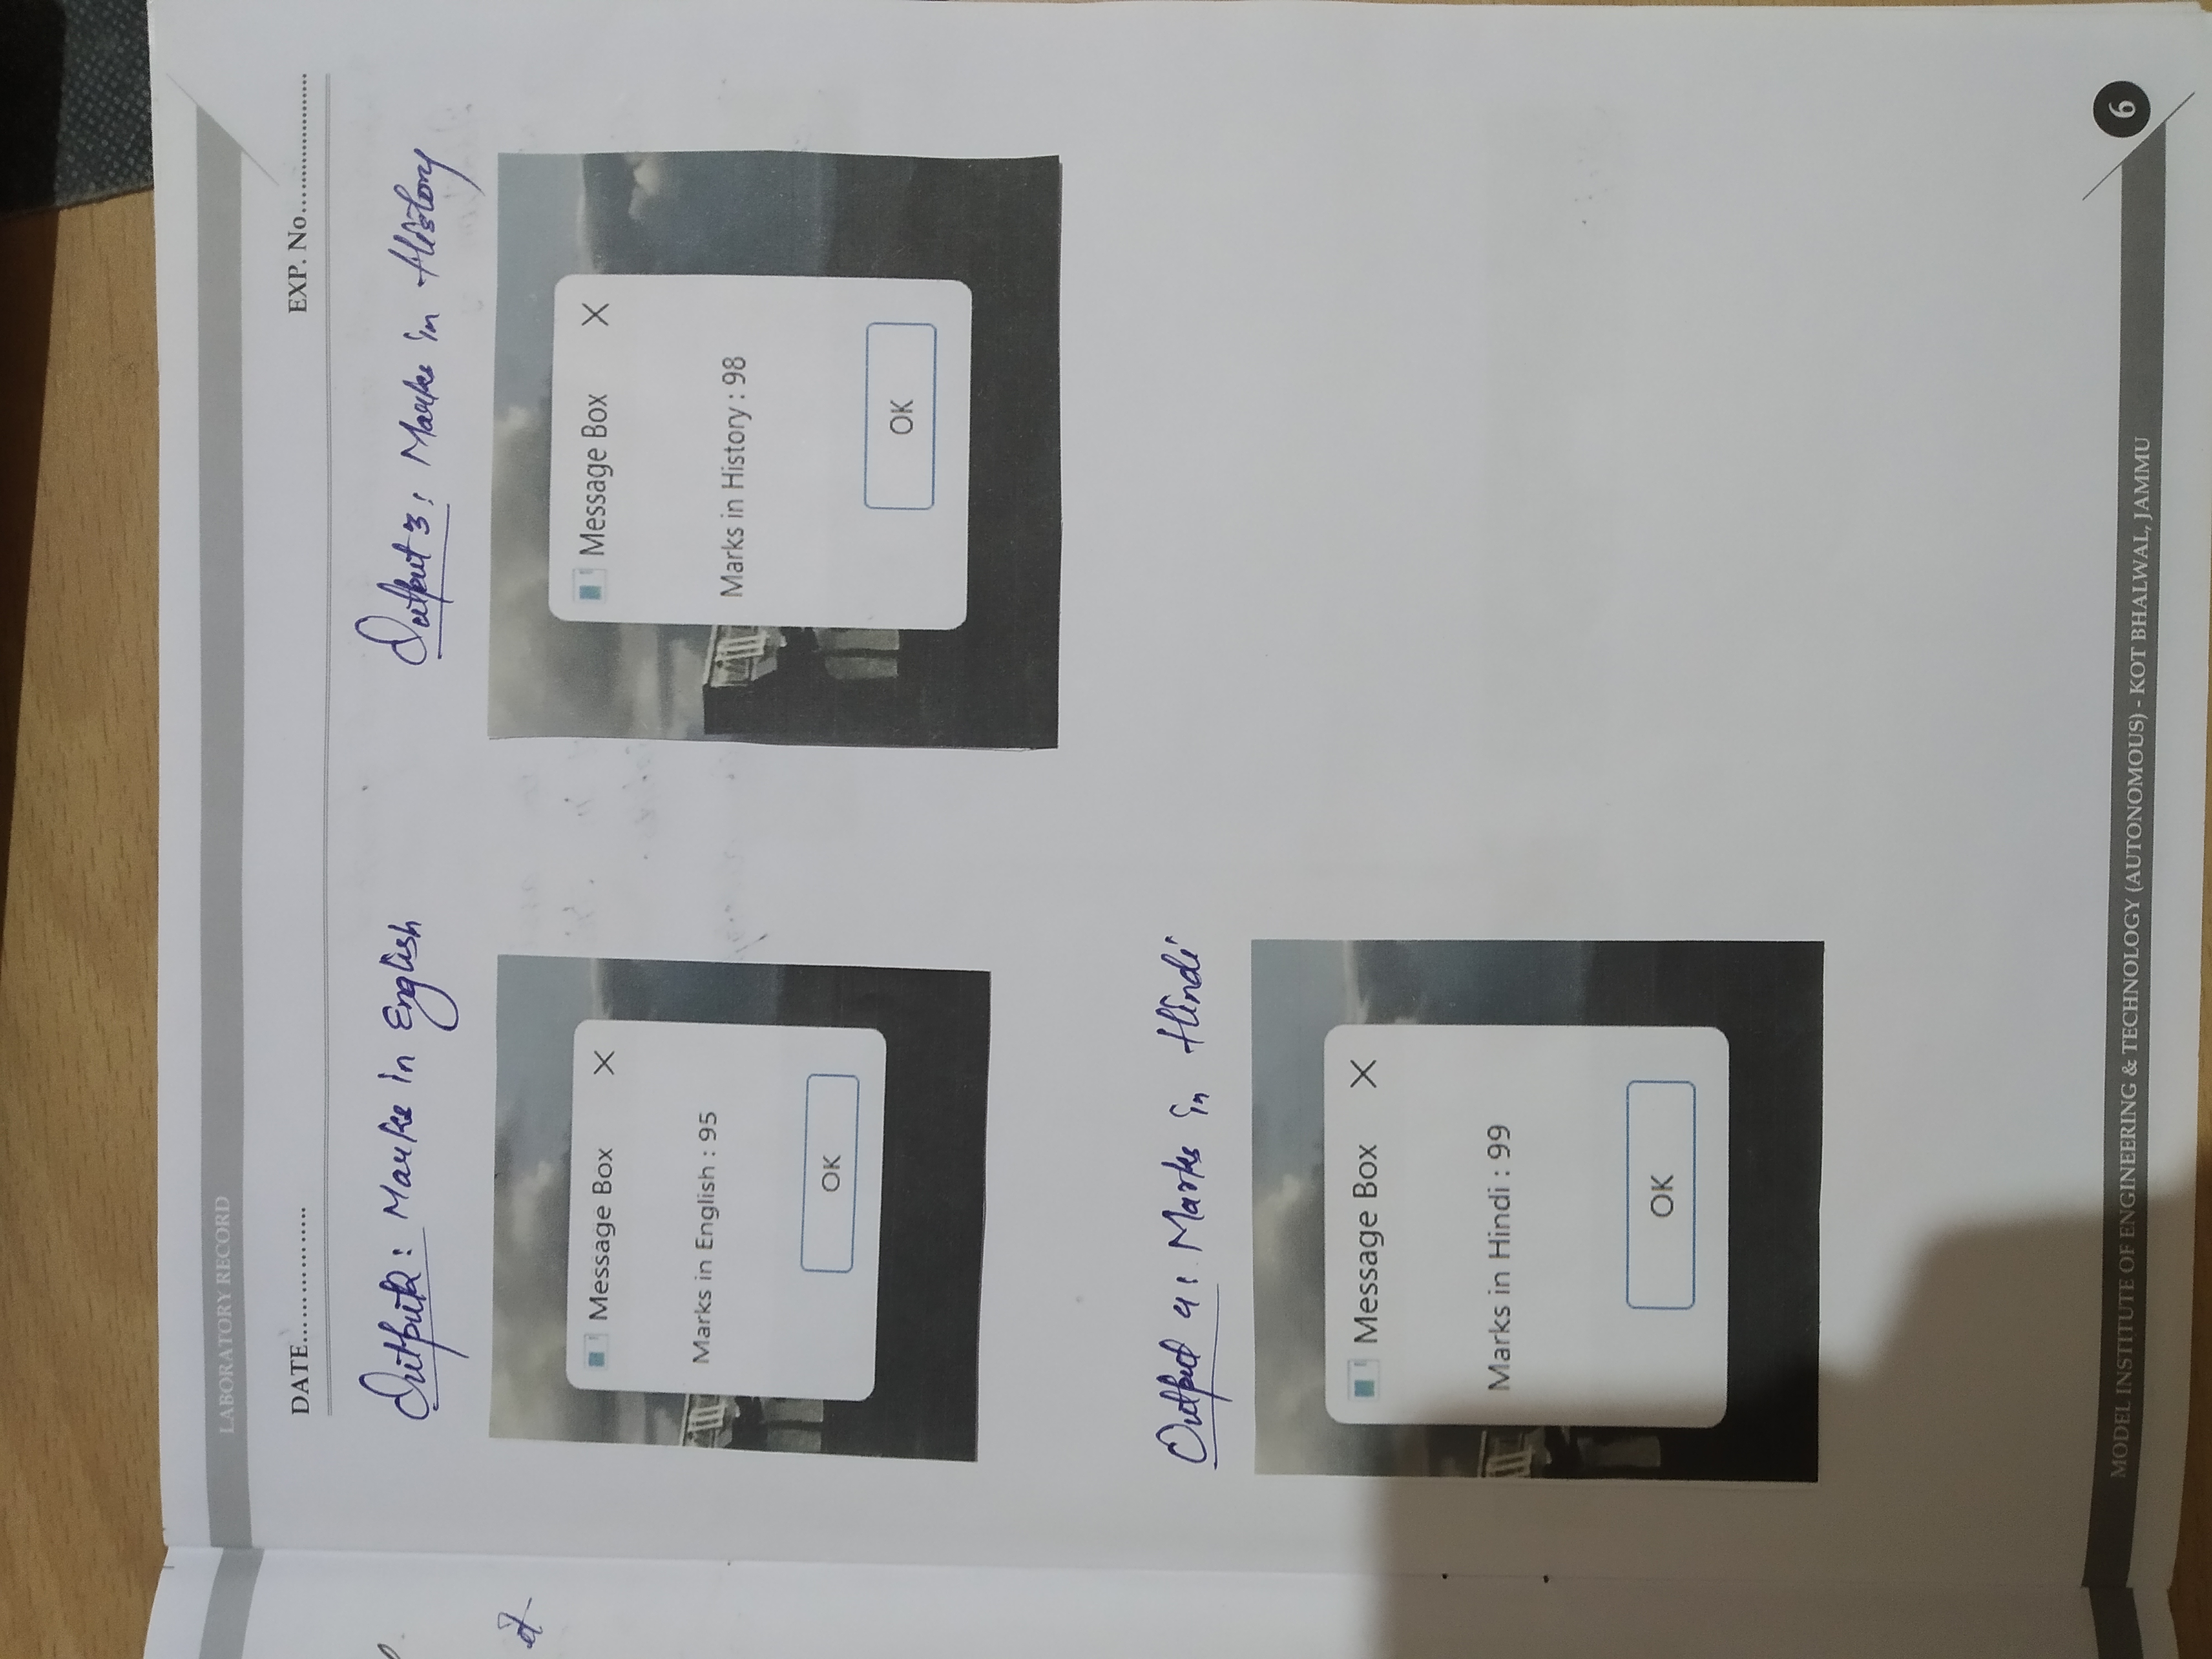 LABORATORY RECORD
DATE................ EXP. No......................
Output2: Marks in English
Message Box
Marks in English : 95
OK
Output 3: Marks in History
Message Box
Marks in History : 98
OK
Output 4: Marks in Hindi
Message Box
Marks in Hindi : 99
OK
MODEL INSTITUTE OF ENGINEERING & TECHNOLOGY (AUTONOMOUS) - KOT BHALWAL, JAMMU
6